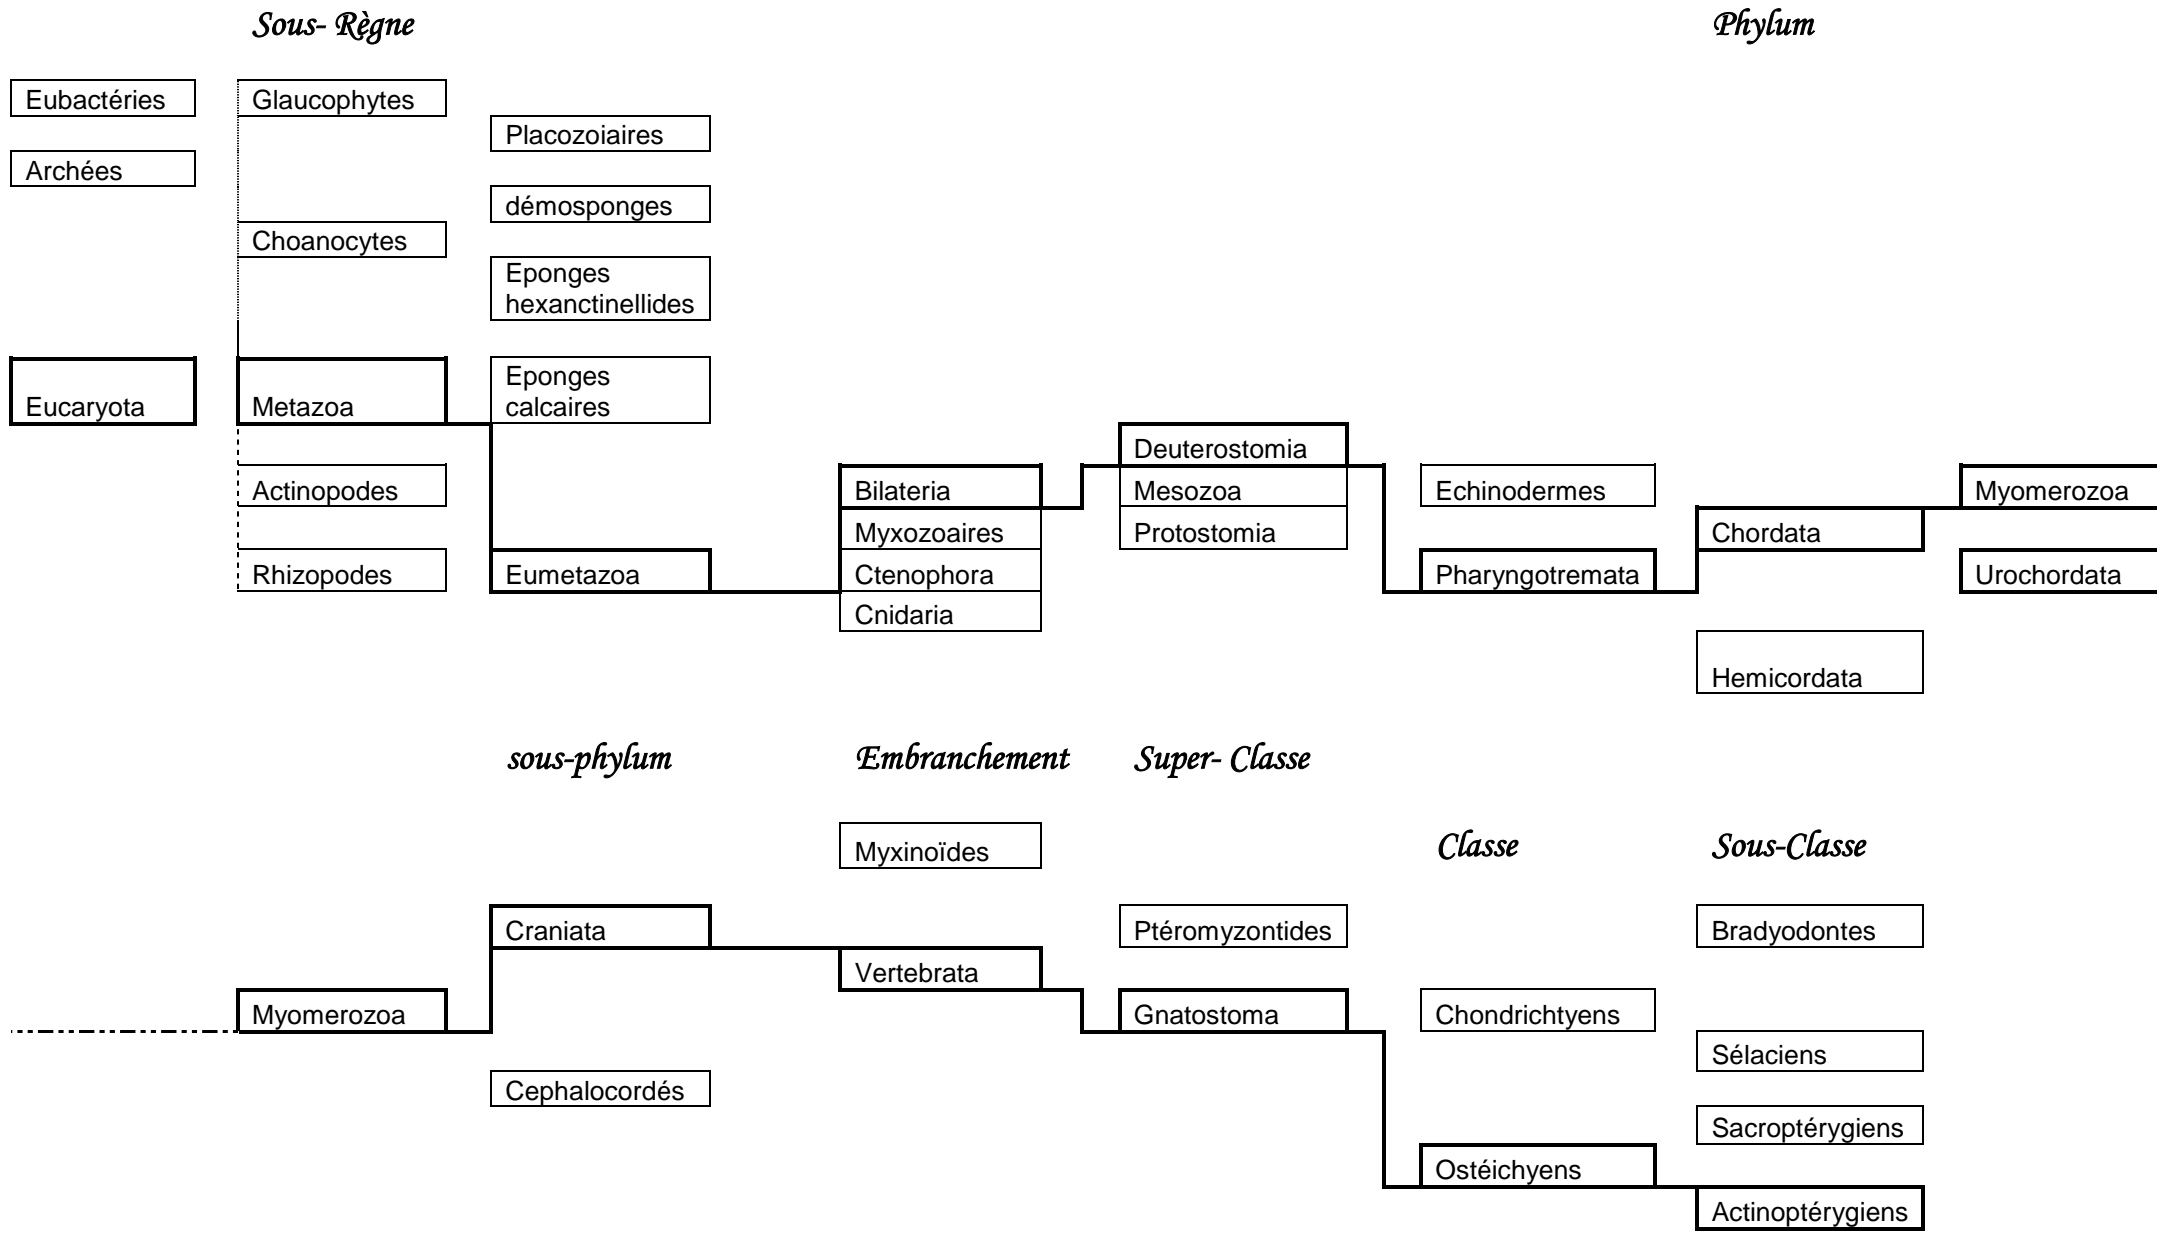 Sous- Règne
Phylum
Eubactéries
Glaucophytes
Placozoiaires
Archées
démosponges
Choanocytes
Eponges
hexanctinellides
Eponges
calcaires
Eucaryota
Metazoa
Deuterostomia
Actinopodes
Bilateria
Mesozoa
Echinodermes
Myomerozoa
Myxozoaires
Protostomia
Chordata
Rhizopodes
Eumetazoa
Ctenophora
Pharyngotremata
Urochordata
Cnidaria
Hemicordata
sous-phylum
Embranchement
Super- Classe
Myxinoïdes
Classe
Sous-Classe
Craniata
Ptéromyzontides
Bradyodontes
Vertebrata
Myomerozoa
Gnatostoma
Chondrichtyens
Sélaciens
Cephalocordés
Sacroptérygiens
Ostéichyens
Actinoptérygiens